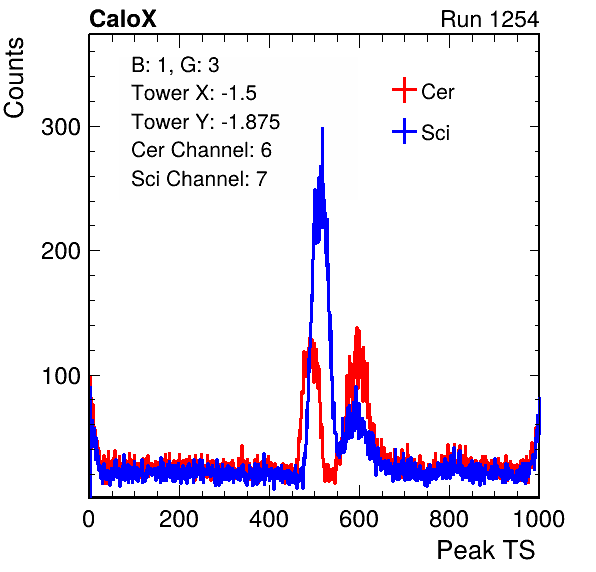 CaloX Run 1254
Counts
B: 1, G: 3
Tower X: -1.5
Tower Y: -1.875
Cer Channel: 6
Sci Channel: 7
Cer
Sci
300
200
100
0 200 400 600 800 1000
Peak TS